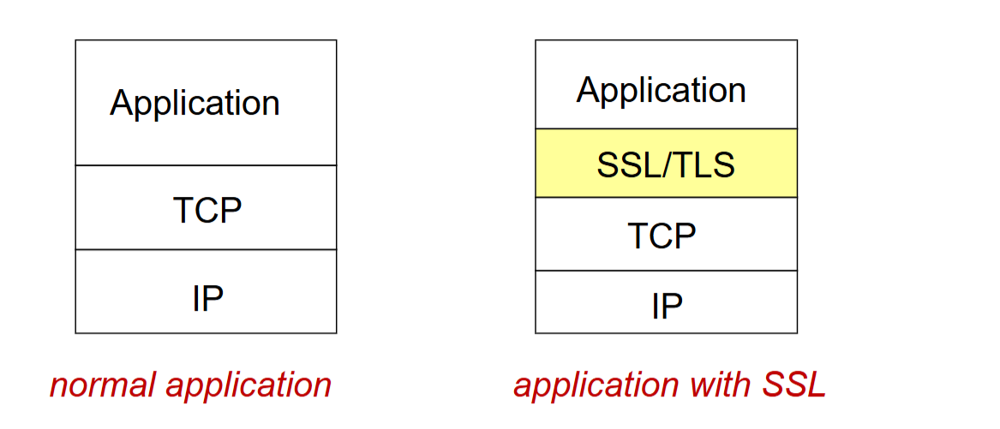 Application
TCP
IP
normal application
Application
SSL/TLS
TCP
IP
application with SSL